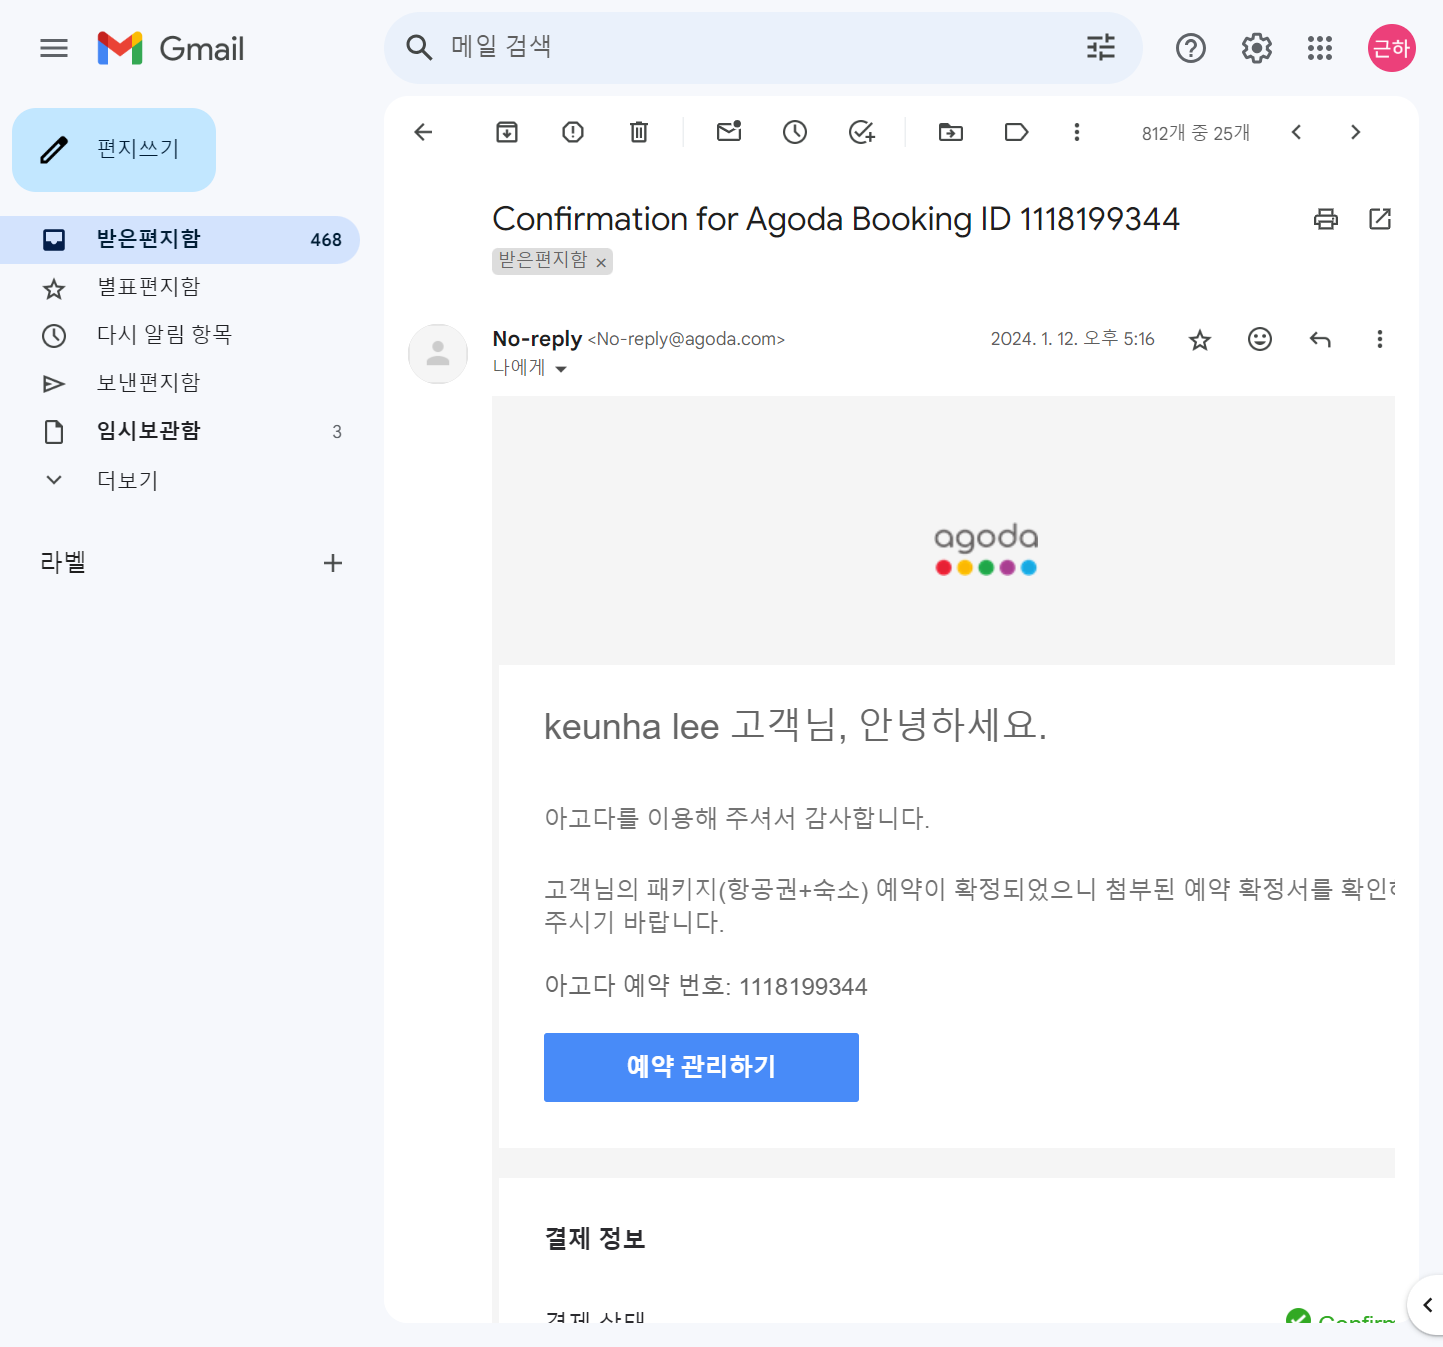 Gmail
메일 검색
근하
편지쓰기
받은편지함 468
별표편지함
다시 알림 항목
보낸편지함
임시보관함 3
더보기
라벨
812개 중 25개
Confirmation for Agoda Booking ID 1118199344
받은편지함 ×
No-reply <No-reply@agoda.com> 2024. 1. 12. 오후 5:16
나에게
agoda
keunha lee 고객님, 안녕하세요.
아고다를 이용해 주셔서 감사합니다.
고객님의 패키지(항공권+숙소) 예약이 확정되었으니 첨부된 예약 확정서를
주시기 바랍니다.
아고다 예약 번호: 1118199344
예약 관리하기
결제 정보
결제 상태